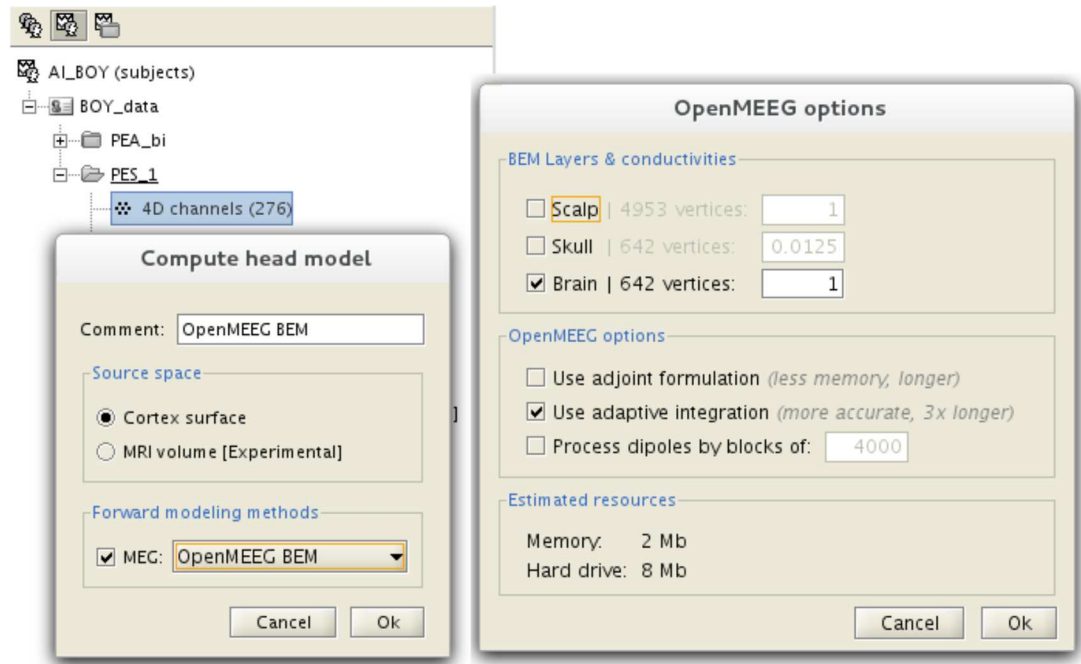 AI_BOY (subjects)
BOY_data
PEA_bi
PES_1
4D channels (276)
Compute head model
Comment: OpenMEEG BEM
Source space
Cortex surface
MRI volume [Experimental]
]
Forward modeling methods
MEG: OpenMEEG BEM
Cancel Ok
OpenMEEG options
BEM Layers & conductivities
Scalp | 4953 vertices: 1
Skull | 642 vertices: 0.0125
Brain | 642 vertices: 1
OpenMEEG options
Use adjoint formulation (less memory, longer)
Use adaptive integration (more accurate, 3x longer)
Process dipoles by blocks of: 4000
Estimated resources
Memory: 2 Mb
Hard drive: 8 Mb
Cancel Ok